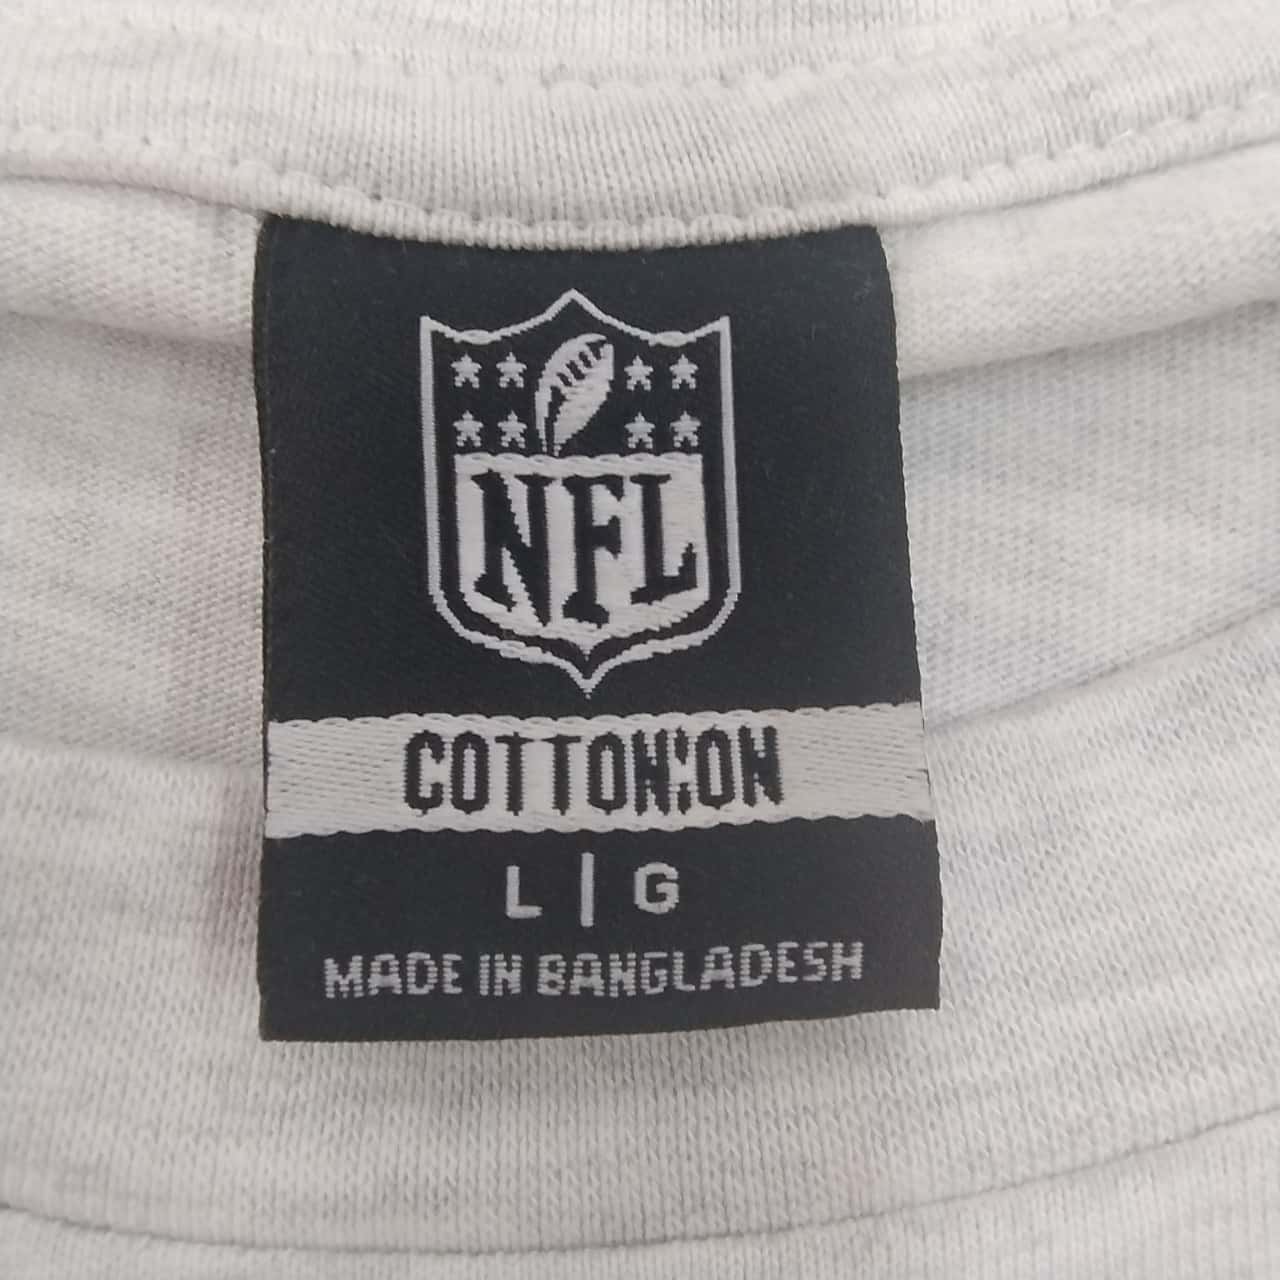 NFL
COTTON:ON
L | G
MADE IN BANGLADESH